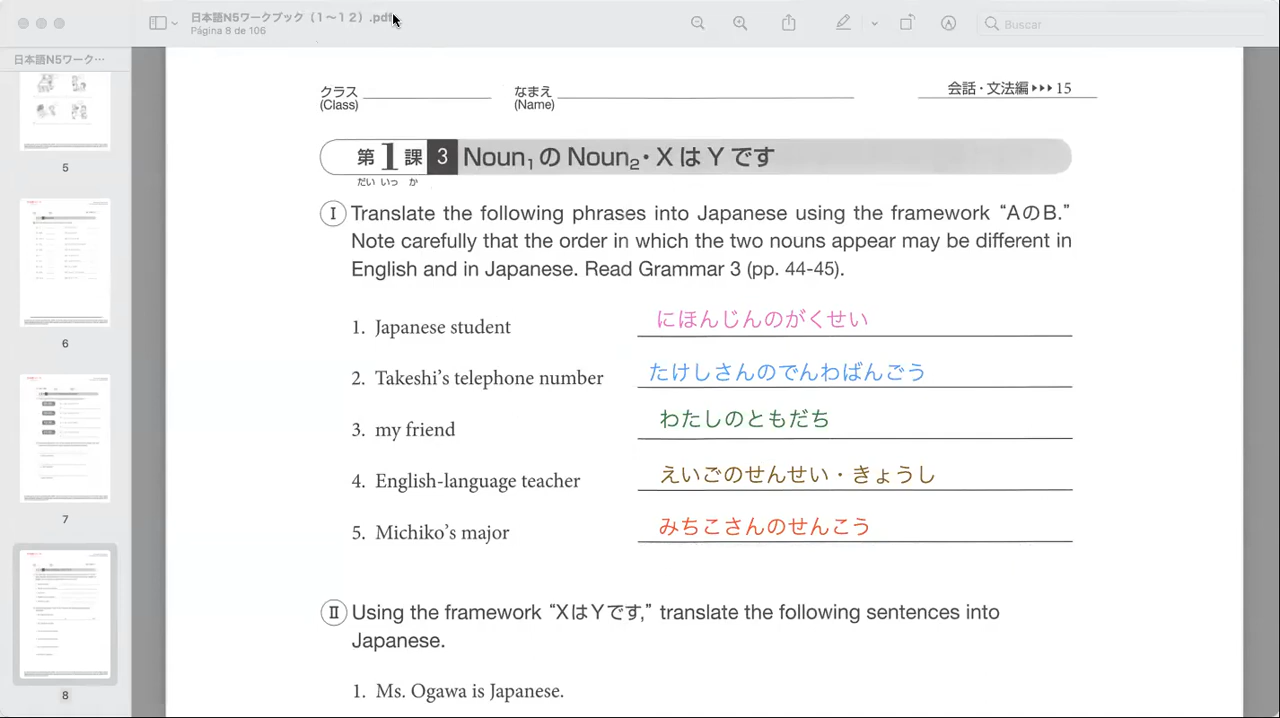 日本語N5ワークブック（1～12）.pdf
Página 8 de 106
Buscar
日本語N5ワーク…
5
6
7
8
クラス
(Class)
なまえ
(Name)
会話・文法編▸▸▸15
第1課 3 Noun₁の Noun₂・X は Y です
だい いっ か
Ⅰ Translate the following phrases into Japanese using the framework “AのB.”
Note carefully that the order in which the two nouns appear may be different in
English and in Japanese. Read Grammar 3 (pp. 44-45).
1. Japanese student にほんじんのがくせい
2. Takeshi’s telephone number たけしさんのでんわばんごう
3. my friend わたしのともだち
4. English-language teacher えいごのせんせい・きょうし
5. Michiko’s major みちこさんのせんこう
Ⅱ Using the framework “XはYです,” translate the following sentences into
Japanese.
1. Ms. Ogawa is Japanese.